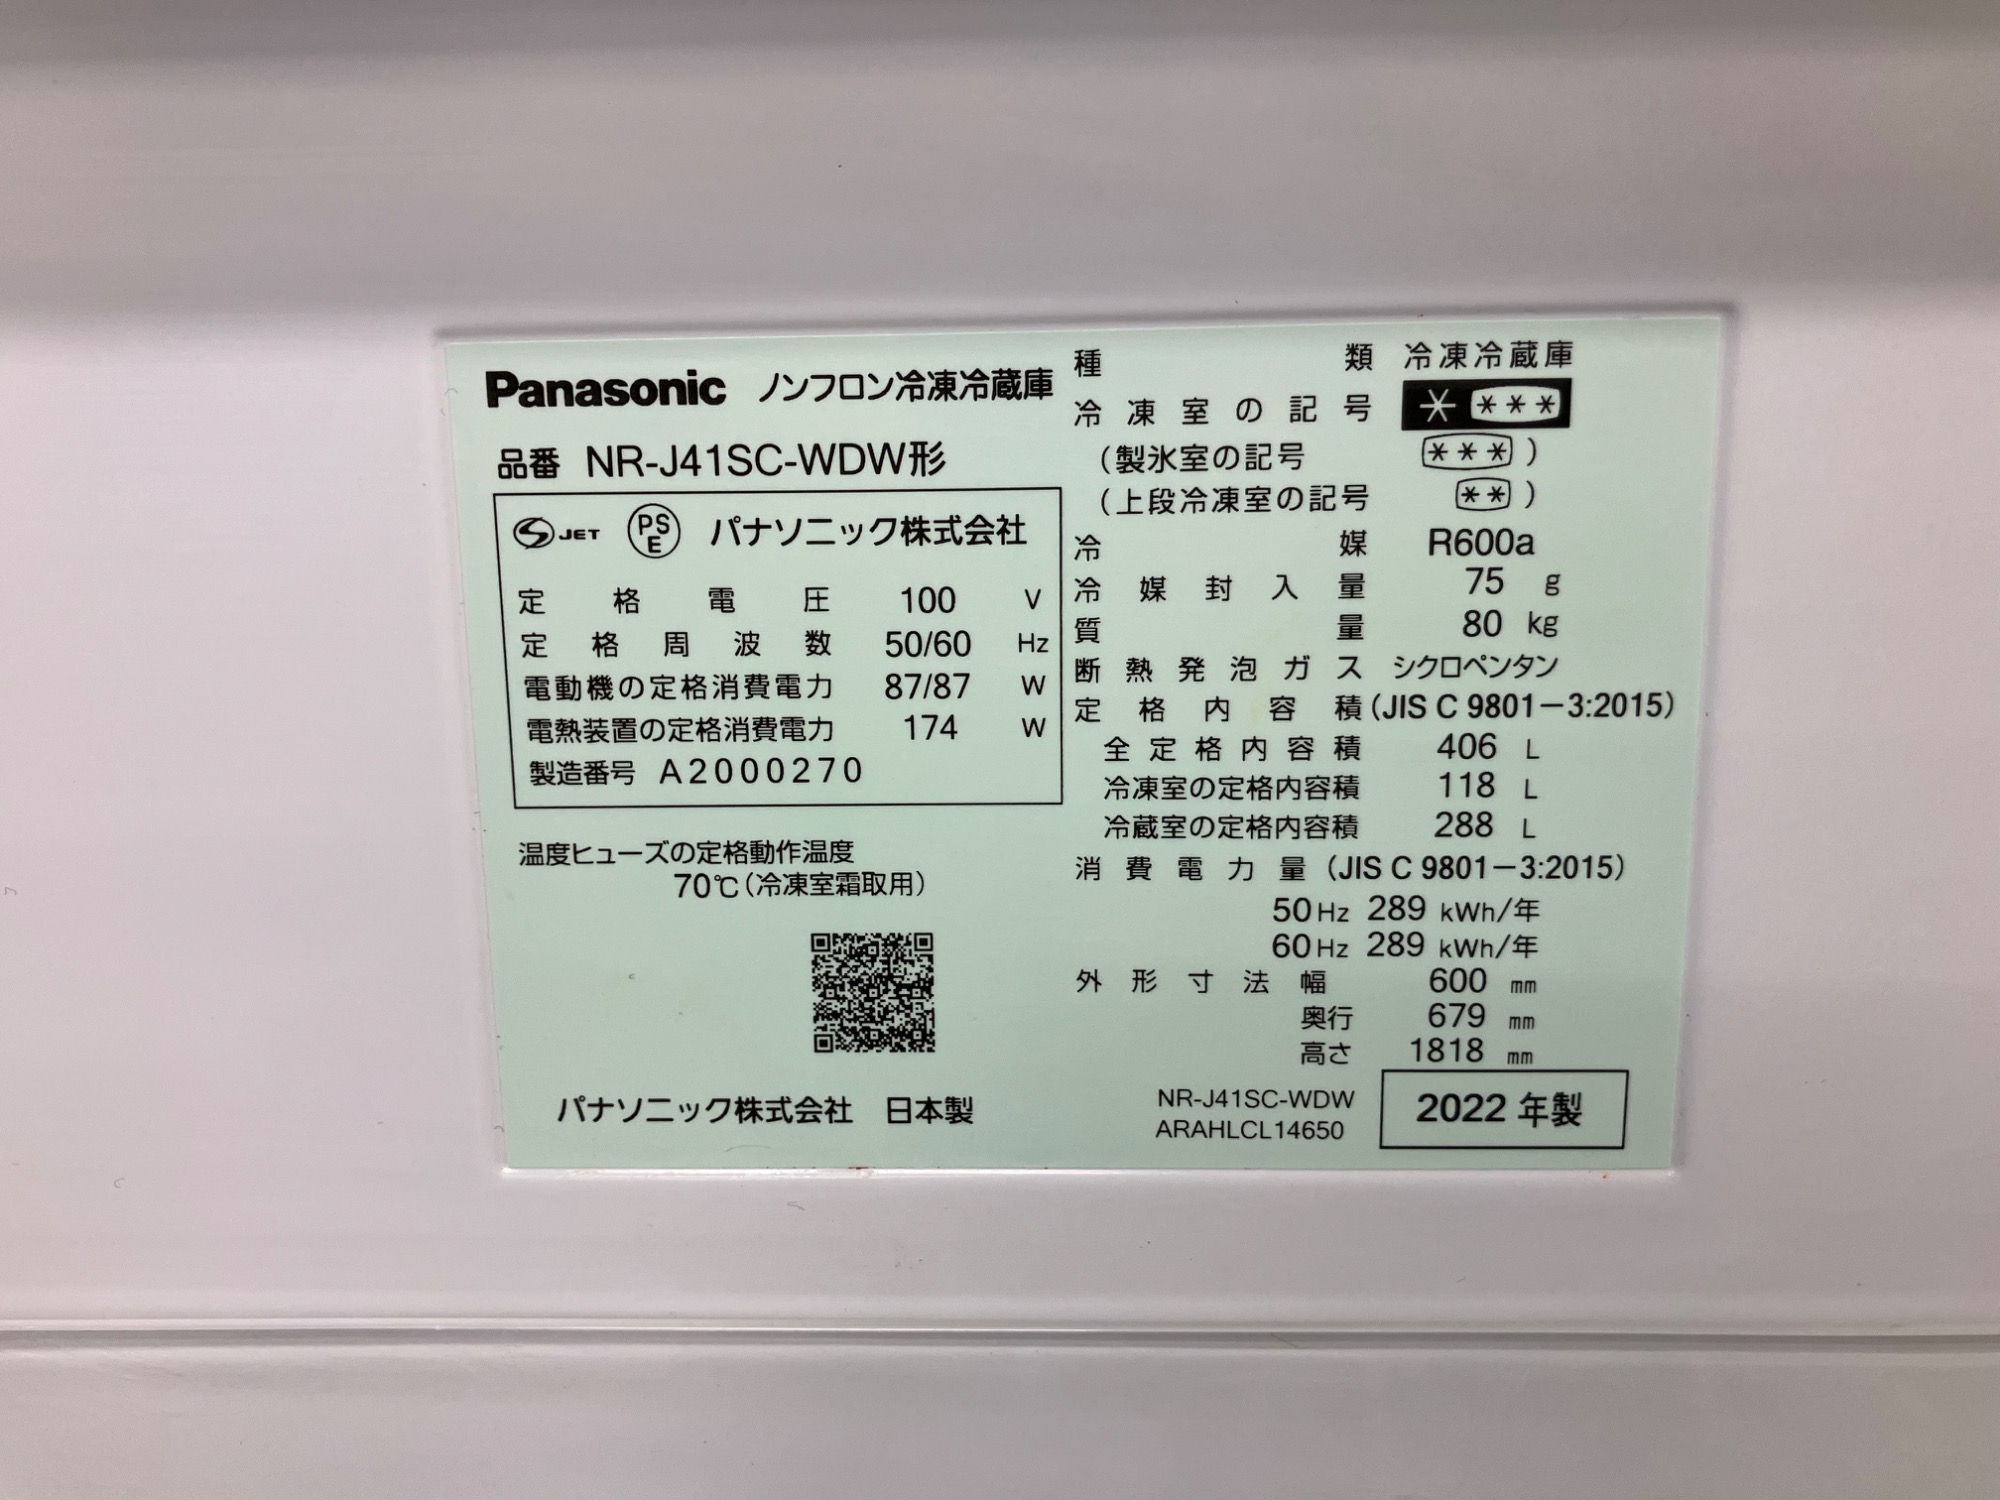 Panasonic ノンフロン冷凍冷蔵庫
品番 NR-J41SC-WDW形
S JET PSE パナソニック株式会社
定格電圧 100 V
定格周波数 50/60 Hz
電動機の定格消費電力 87/87 W
電熱装置の定格消費電力 174 W
製造番号 A2000270
温度ヒューズの定格動作温度
70℃(冷凍室霜取用)
パナソニック株式会社 日本製
種類 冷凍冷蔵庫
冷凍室の記号 * ***
(製氷室の記号 ***)
(上段冷凍室の記号 **)
冷媒 R600a
冷媒封入量 75 g
質量 80 kg
断熱発泡ガス シクロペンタン
定格内容積 (JIS C 9801-3:2015)
全定格内容積 406 L
冷凍室の定格内容積 118 L
冷蔵室の定格内容積 288 L
消費電力量 (JIS C 9801-3:2015)
50Hz 289 kWh/年
60Hz 289 kWh/年
外形寸法幅 600 mm
奥行 679 mm
高さ 1818 mm
NR-J41SC-WDW
ARAHLCL14650
2022年製